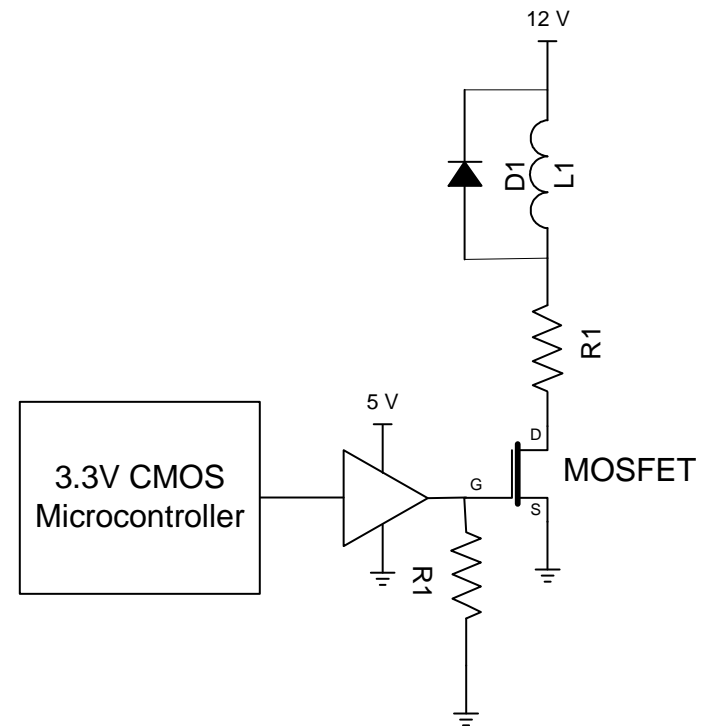 12 V
D1
L1
R1
5 V
D
MOSFET
G
S
3.3V CMOS
Microcontroller
R1